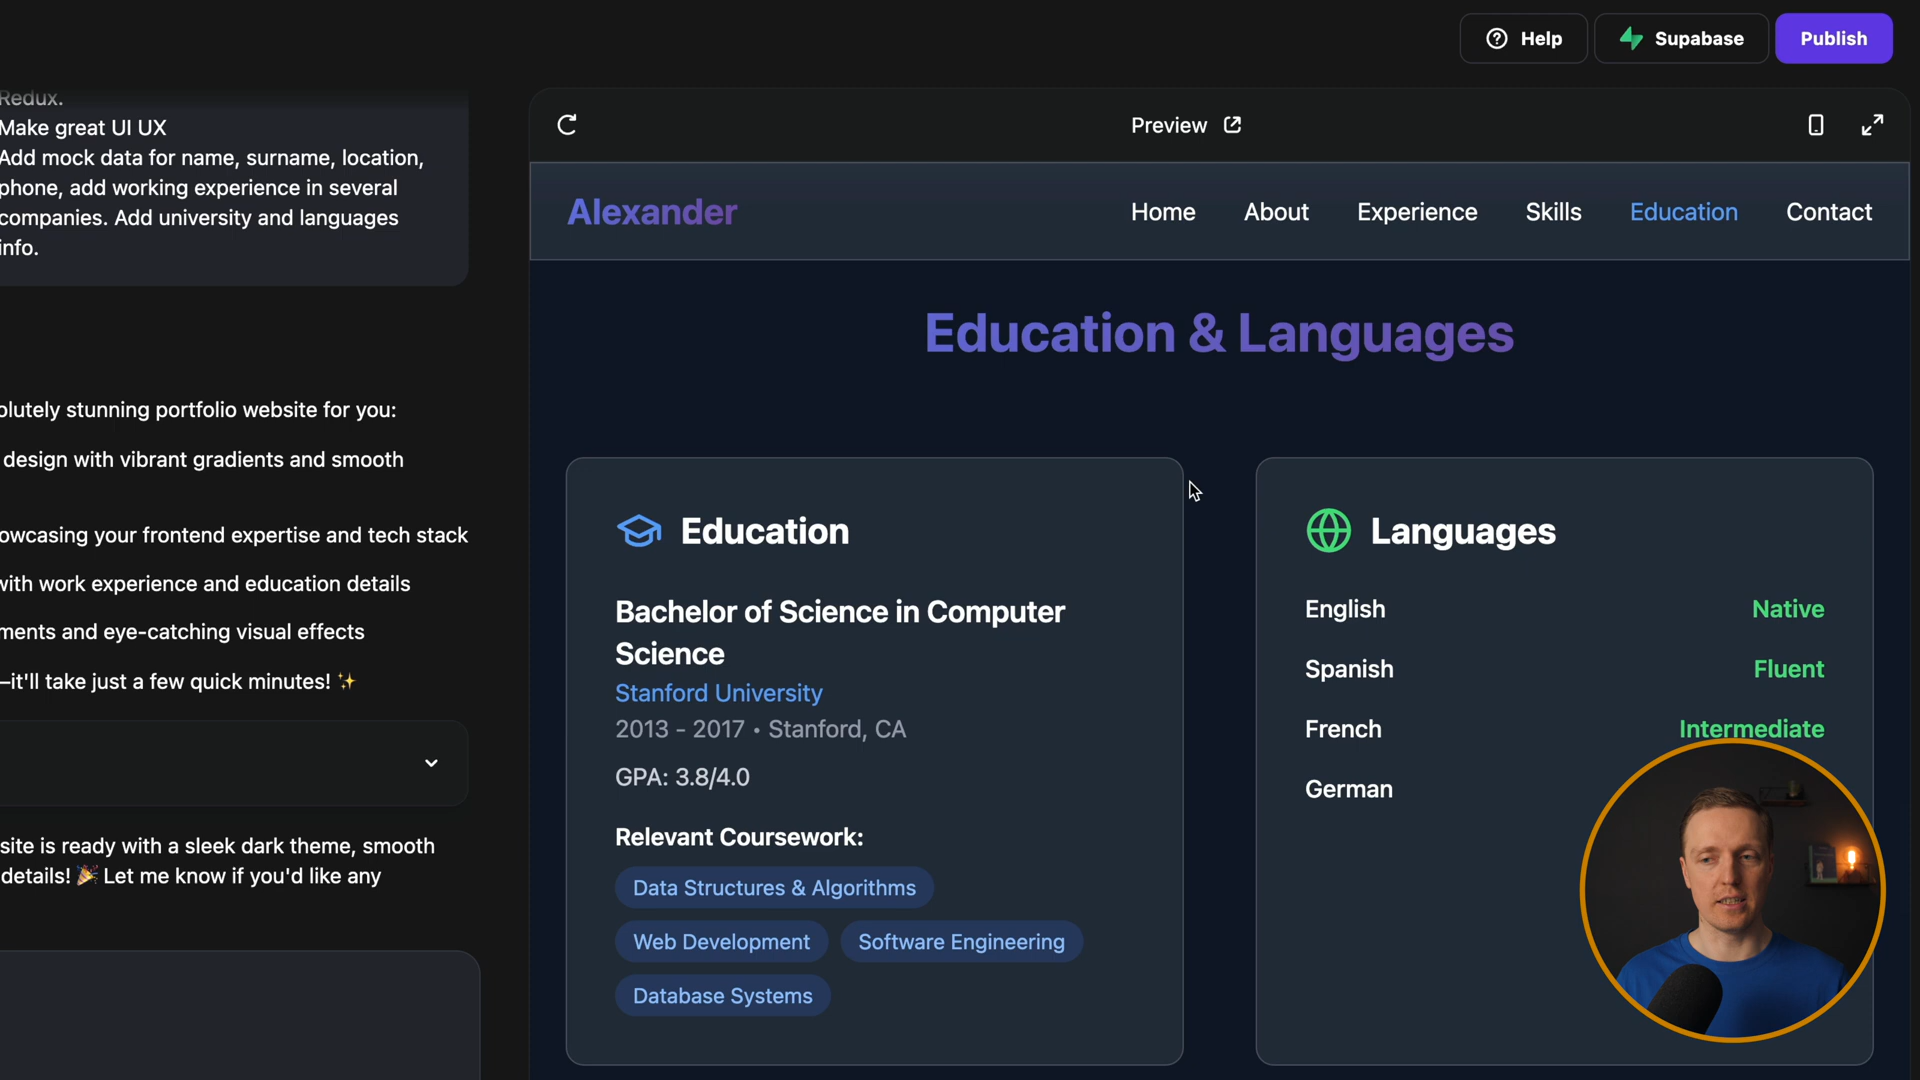 Help
Supabase
Publish
Redux.
Make great UI UX
Add mock data for name, surname, location,
phone, add working experience in several
companies. Add university and languages
info.
olutely stunning portfolio website for you:
design with vibrant gradients and smooth
owcasing your frontend expertise and tech stack
with work experience and education details
ments and eye-catching visual effects
–it'll take just a few quick minutes! ✨
site is ready with a sleek dark theme, smooth
details! 🎉 Let me know if you'd like any
Preview
Alexander
Home
About
Experience
Skills
Education
Contact
Education & Languages
Education
Bachelor of Science in Computer
Science
Stanford University
2013 - 2017 • Stanford, CA
GPA: 3.8/4.0
Relevant Coursework:
Data Structures & Algorithms
Web Development
Software Engineering
Database Systems
Languages
English
Native
Spanish
Fluent
French
Intermediate
German